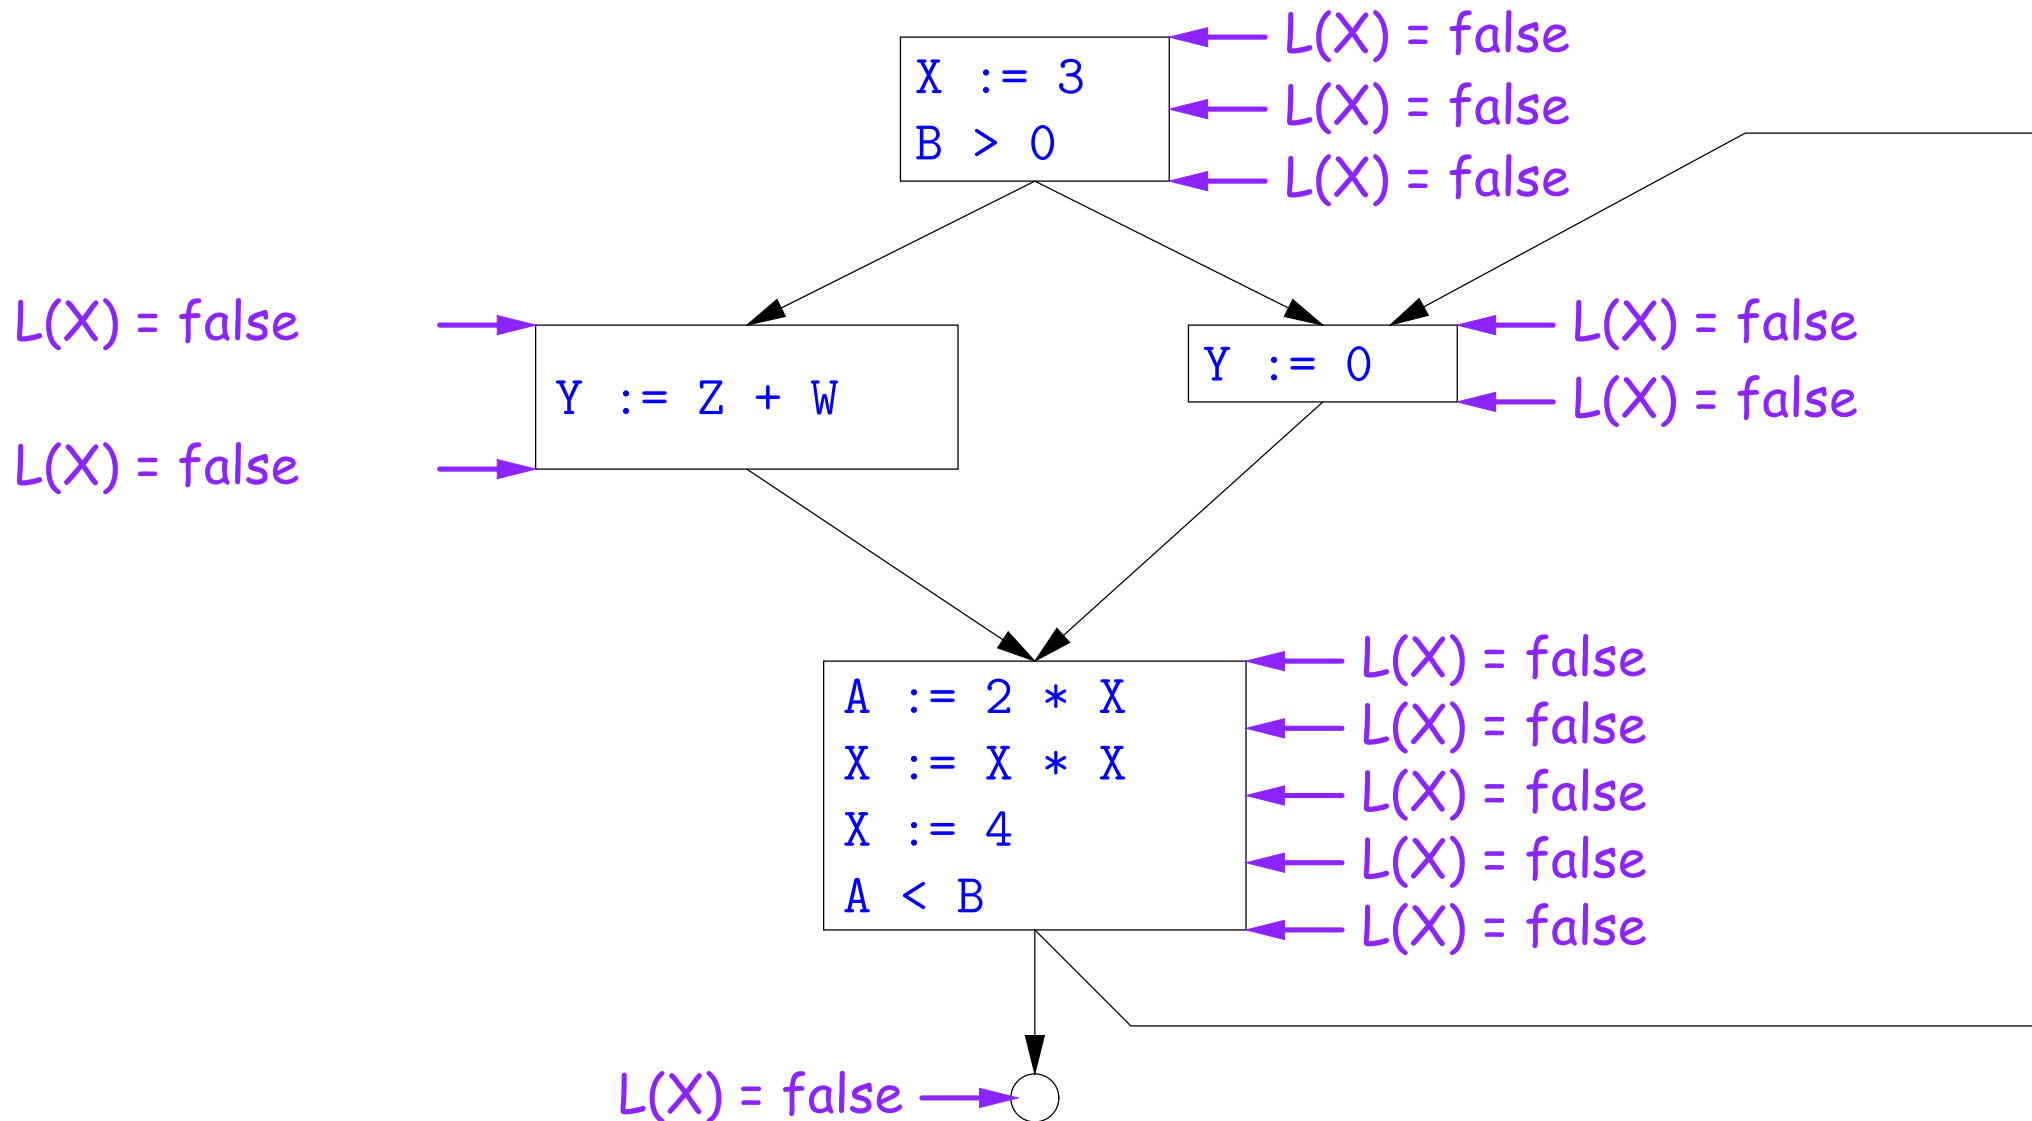 L(X) = false
X := 3
L(X) = false
B > 0
L(X) = false
L(X) = false
L(X) = false
Y := 0
Y := Z + W
L(X) = false
L(X) = false
L(X) = false
A := 2 * X
L(X) = false
X := X * X
L(X) = false
X := 4
L(X) = false
A < B
L(X) = false
L(X) = false